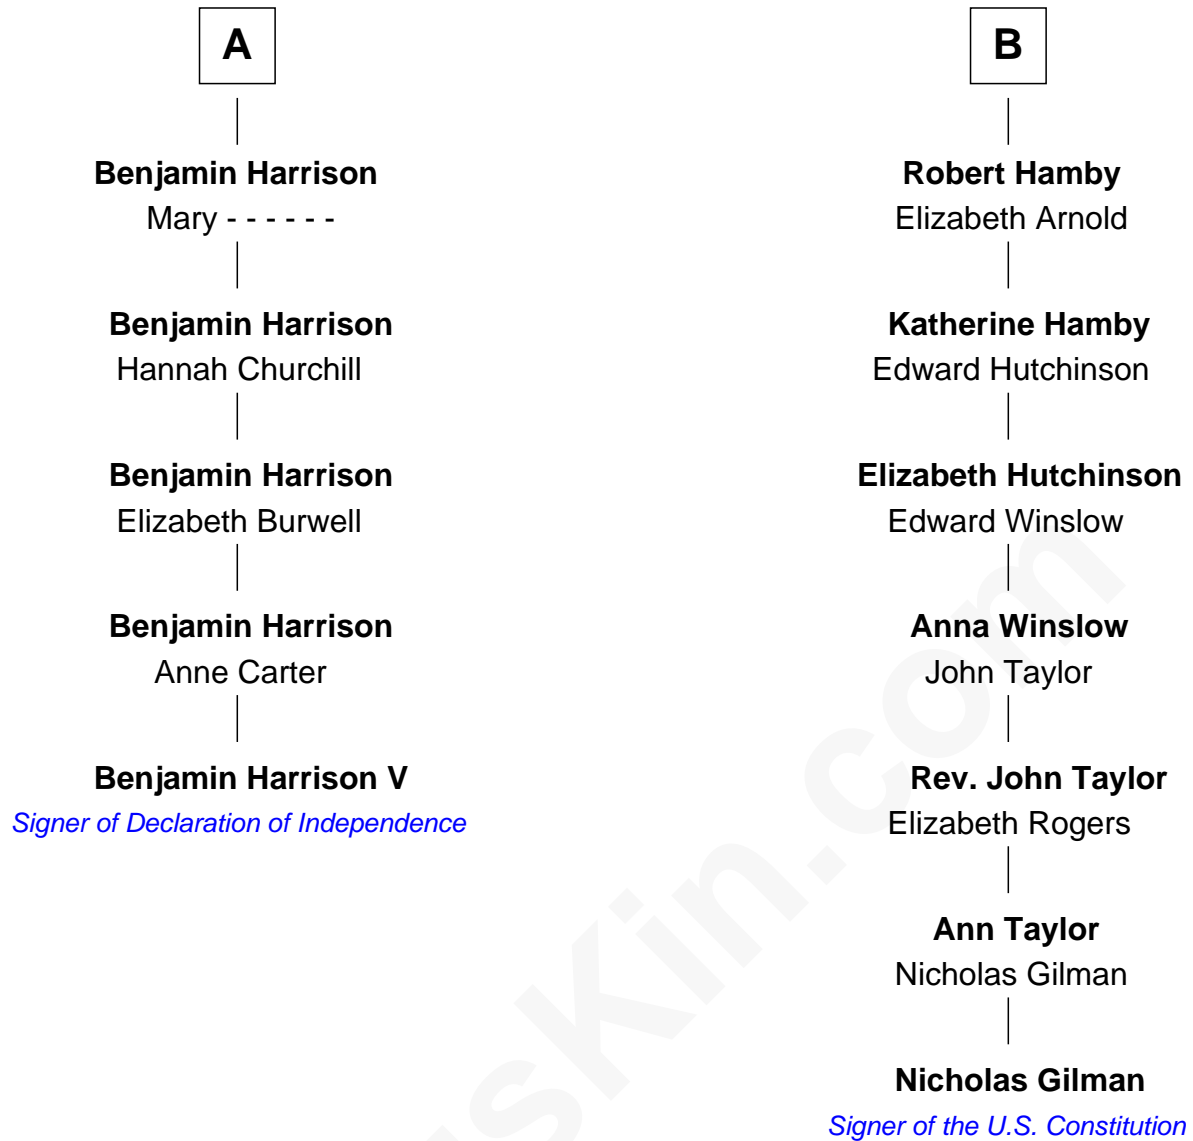 A
Benjamin Harrison
Mary - - - - - -
Benjamin Harrison
Hannah Churchill
Benjamin Harrison
Elizabeth Burwell
Benjamin Harrison
Anne Carter
Benjamin Harrison V
Signer of Declaration of Independence
B
Robert Hamby
Elizabeth Arnold
Katherine Hamby
Edward Hutchinson
Elizabeth Hutchinson
Edward Winslow
Anna Winslow
John Taylor
Rev. John Taylor
Elizabeth Rogers
Ann Taylor
Nicholas Gilman
Nicholas Gilman
Signer of the U.S. Constitution
usKin.com